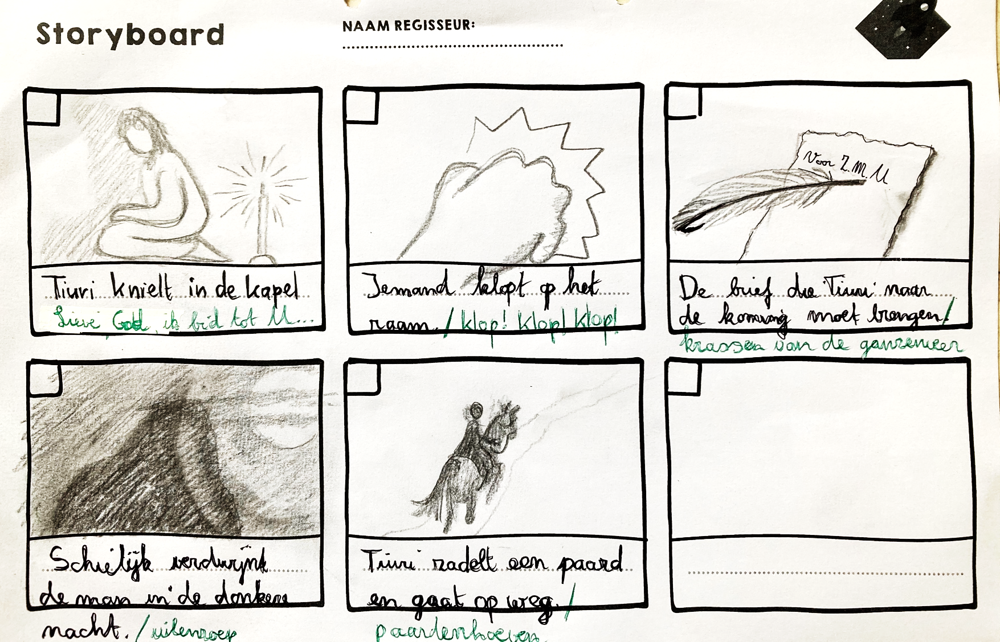 Storyboard
NAAM REGISSEUR:
Tiuri knielt in de kapel
Lieve God, ik bid tot U...
Iemand klopt op het
raam. / klop! klop! klop!
Voor Z.M.U
De brief die Tiuri naar
de koning moet brengen/
krassen van de ganzeveer
Schielijk verdwijnt
de man in de donkere
nacht. / uilenroep
Tiuri zadelt een paard
en gaat op weg. /
paardenhoeven